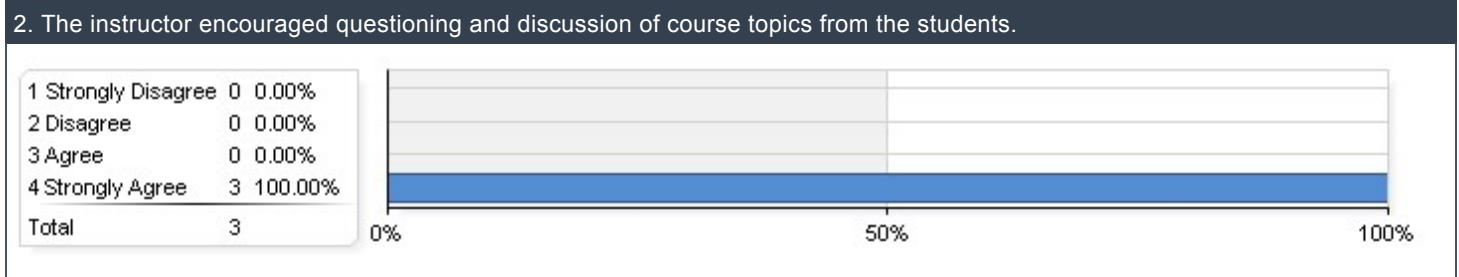 2. The instructor encouraged questioning and discussion of course topics from the students.
1 Strongly Disagree 0 0.00%
2 Disagree 0 0.00%
3 Agree 0 0.00%
4 Strongly Agree 3 100.00%
Total 3
0% 50% 100%